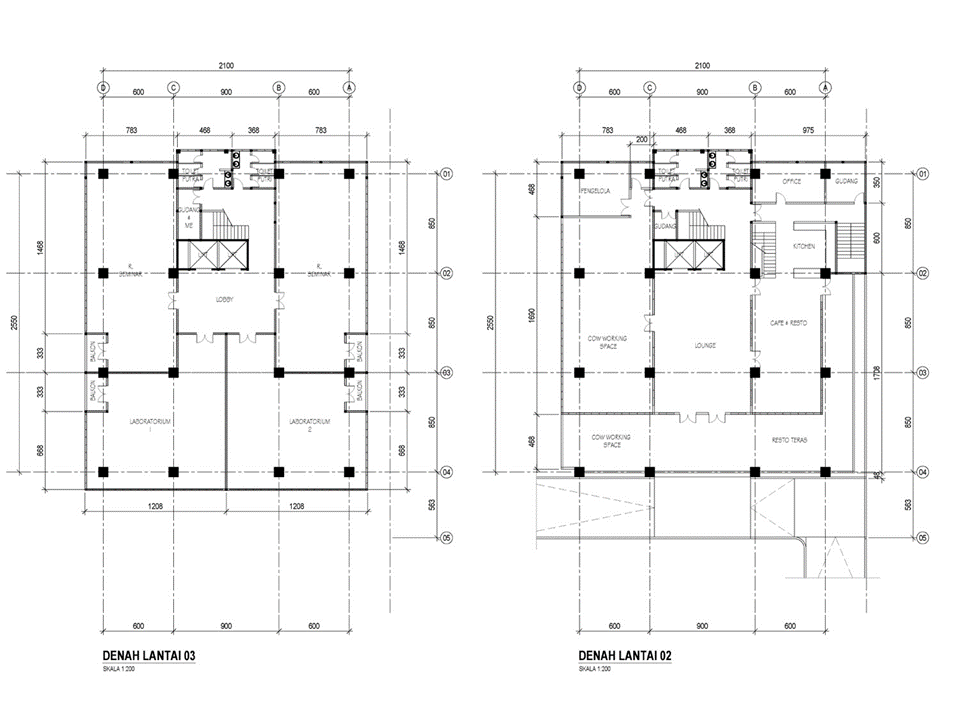 2100
D
C
B
A
600
900
600
783
468
368
783
TOILET
PUTRA
TOILET
PUTRI
01
GUDANG
4
ME
850
1468
1468
LIFT
R.
SEMINAR
R.
SEMINAR
02
LOBBY
2550
850
333
BALKON
BALKON
333
03
333
BALKON
BALKON
333
LABORATORIUM
1
LABORATORIUM
2
850
668
668
04
1208
1208
563
05
600
900
600
DENAH LANTAI 03
SKALA 1:200
2100
D
C
B
A
600
900
600
783
468
368
975
200
TOILET
PUTRA
TOILET
PUTRI
01
468
PENGELOLA
OFFICE
GUDANG
350
GUDANG
850
600
KITCHEN
02
2550
1690
CAFE & RESTO
850
COW WORKING
SPACE
LOUNGE
03
1736
850
468
COW WORKING
SPACE
RESTO TERAS
04
48
563
05
600
900
600
DENAH LANTAI 02
SKALA 1:200